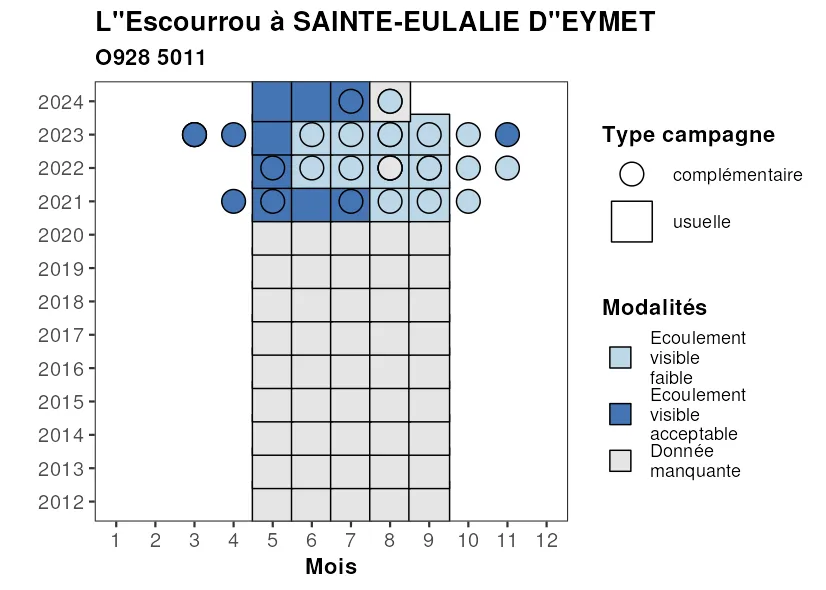 L"Escourrou à SAINTE-EULALIE D"EYMET
O928 5011
2024
2023
2022
2021
2020
2019
2018
2017
2016
2015
2014
2013
2012
1 2 3 4 5 6 7 8 9 10 11 12
Mois
Type campagne
complémentaire
usuelle
Modalités
Ecoulement
visible
faible
Ecoulement
visible
acceptable
Donnée
manquante